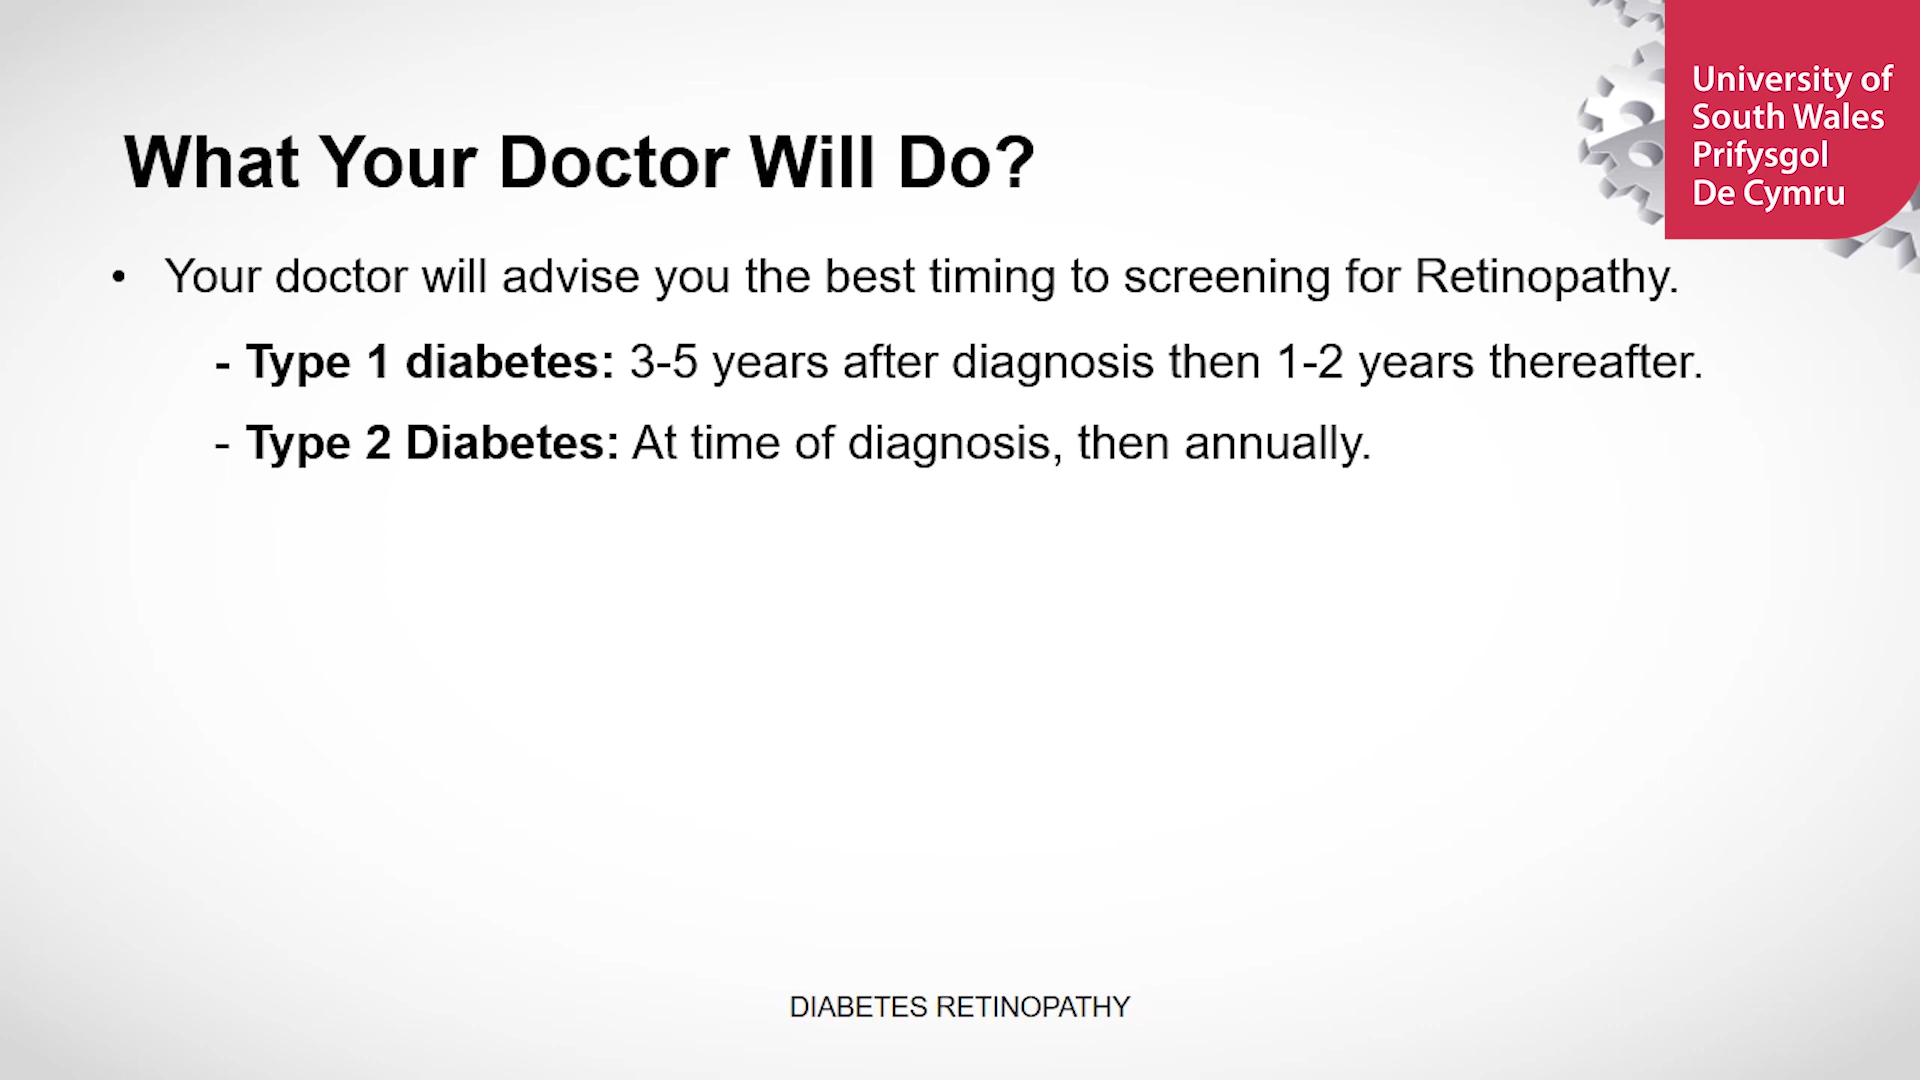 University of
South Wales
Prifysgol
De Cymru
What Your Doctor Will Do?
• Your doctor will advise you the best timing to screening for Retinopathy.
- Type 1 diabetes: 3-5 years after diagnosis then 1-2 years thereafter.
- Type 2 Diabetes: At time of diagnosis, then annually.
DIABETES RETINOPATHY